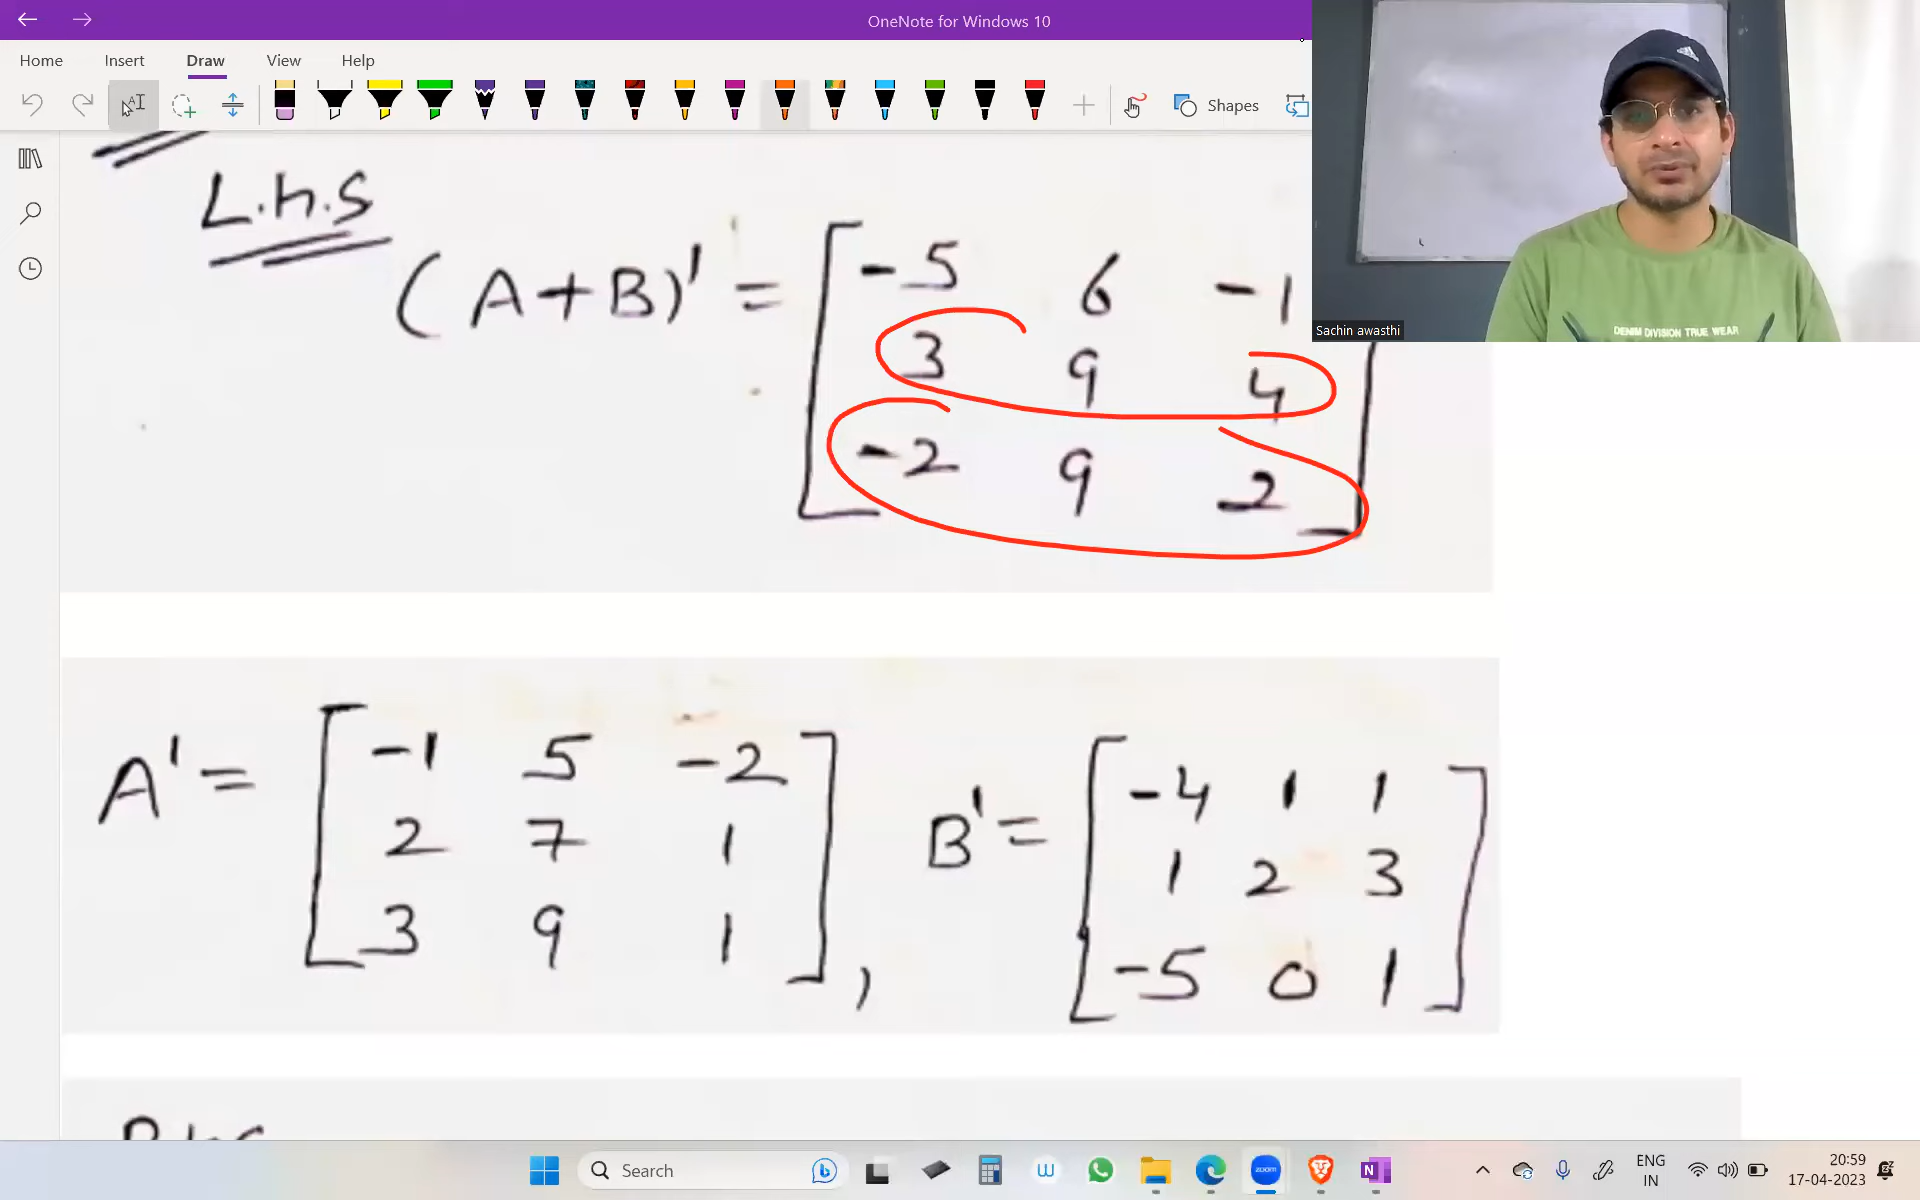 OneNote for Windows 10
Home Insert Draw View Help
Shapes
L.h.S
(A+B)' = [ -5 6 -1
3 9 4
-2 9 2 ]
Sachin awasthi
DENIM DIVISION TRUE WEAR
A' = [ -1 5 -2
2 7 1
3 9 1 ] ,
B' = [ -4 1 1
1 2 3
-5 0 1 ]
Search
zoom
N
ENG
IN
20:59
17-04-2023